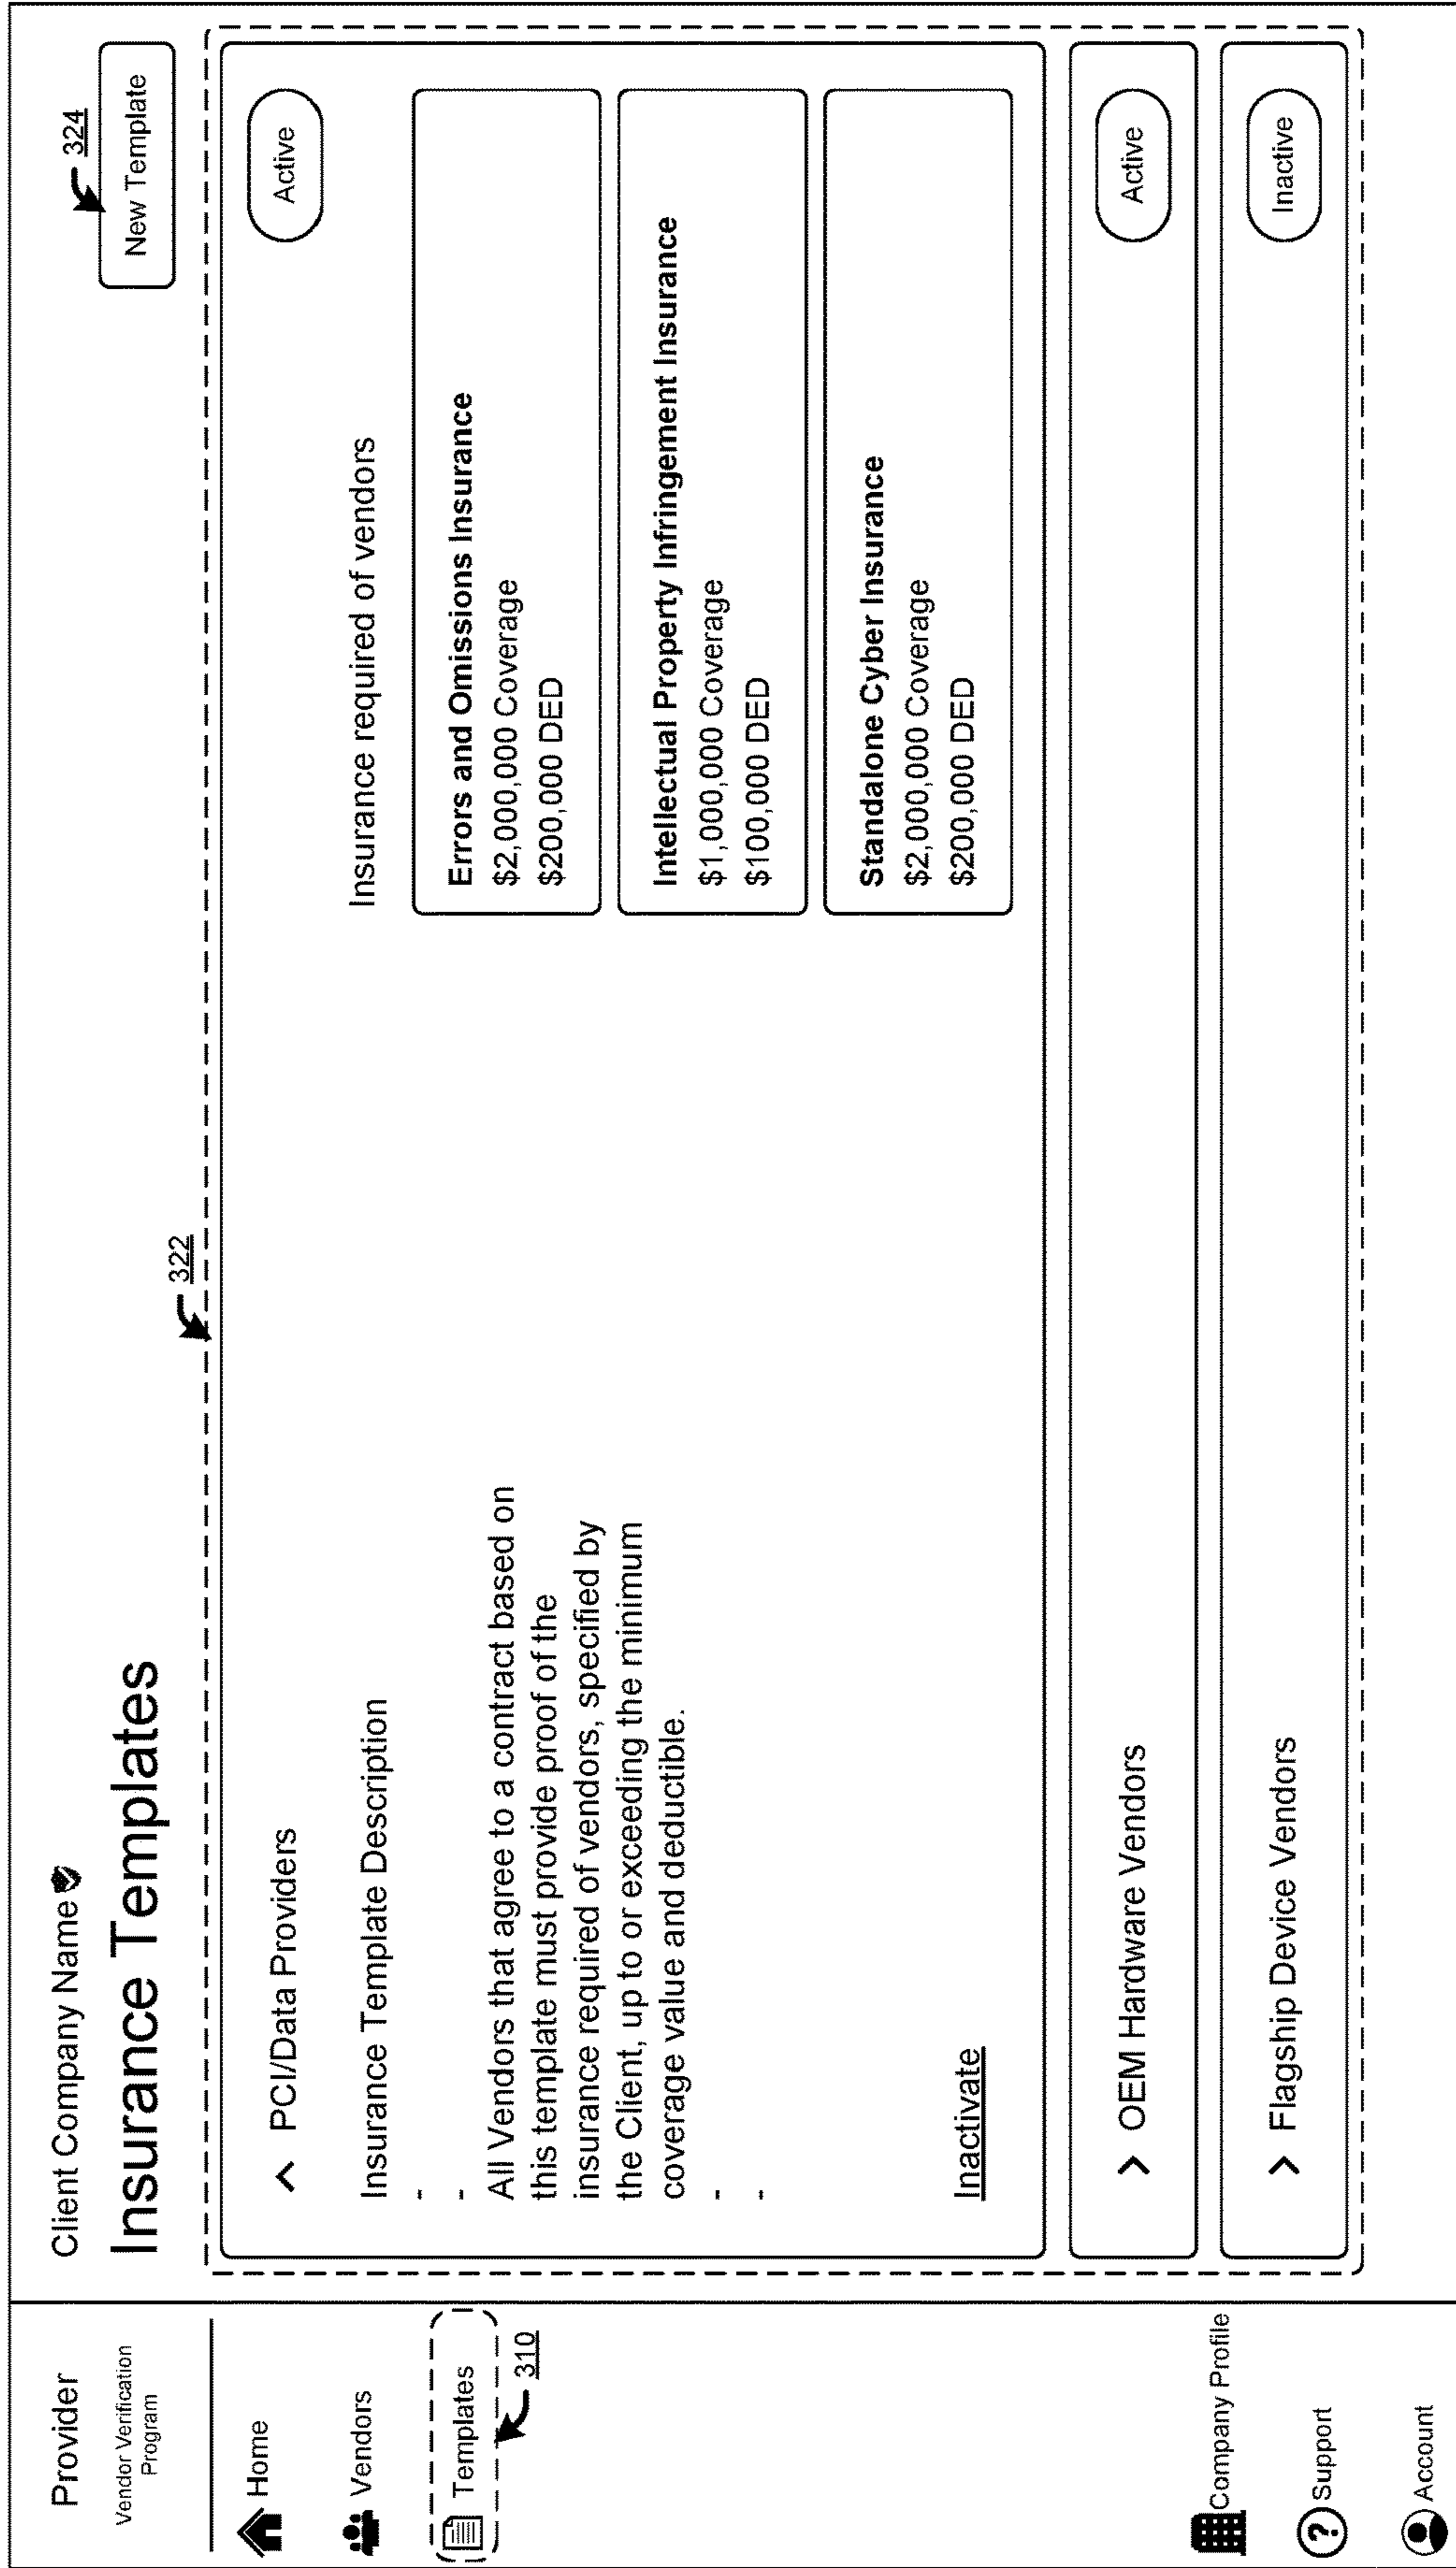 Provider
Vendor Verification
Program
Home
Vendors
Templates
310
Company Profile
Support
Account
Client Company Name
Insurance Templates
324
New Template
322
PCI/Data Providers
Active
Insurance Template Description
-
-
All Vendors that agree to a contract based on
this template must provide proof of the
insurance required of vendors, specified by
the Client, up to or exceeding the minimum
coverage value and deductible.
-
-
Inactivate
Insurance required of vendors
Errors and Omissions Insurance
$2,000,000 Coverage
$200,000 DED
Intellectual Property Infringement Insurance
$1,000,000 Coverage
$100,000 DED
Standalone Cyber Insurance
$2,000,000 Coverage
$200,000 DED
OEM Hardware Vendors
Active
Flagship Device Vendors
Inactive